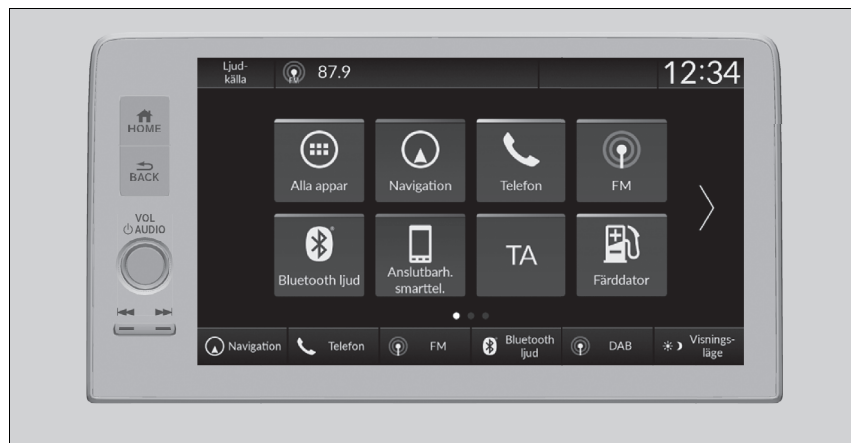 Ljud-
källa
87.9
12:34
HOME
BACK
VOL
AUDIO
Alla appar
Navigation
Telefon
FM
Bluetooth ljud
Anslutbarh.
smarttel.
TA
Färddator
Navigation
Telefon
FM
Bluetooth
ljud
DAB
Visnings-
läge